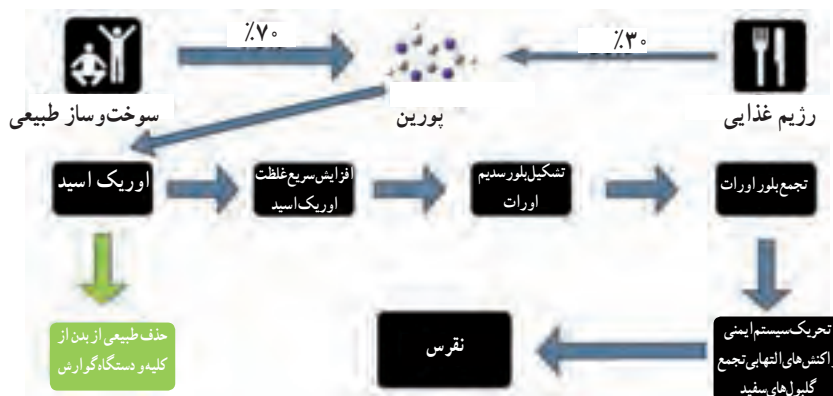 ٪۷۰
٪۳۰
رژیم غذایی
پورین
سوخت‌وساز طبیعی
اوریک اسید
افزایش سریع غلظت
اوریک اسید
تشکیل بلور سدیم
اورات
تجمع بلور اورات
حذف طبیعی از بدن از
کلیه و دستگاه گوارش
نقرس
تحریک سیستم ایمنی
اکنش‌های التهابی تجمع
گلبول‌های سفید